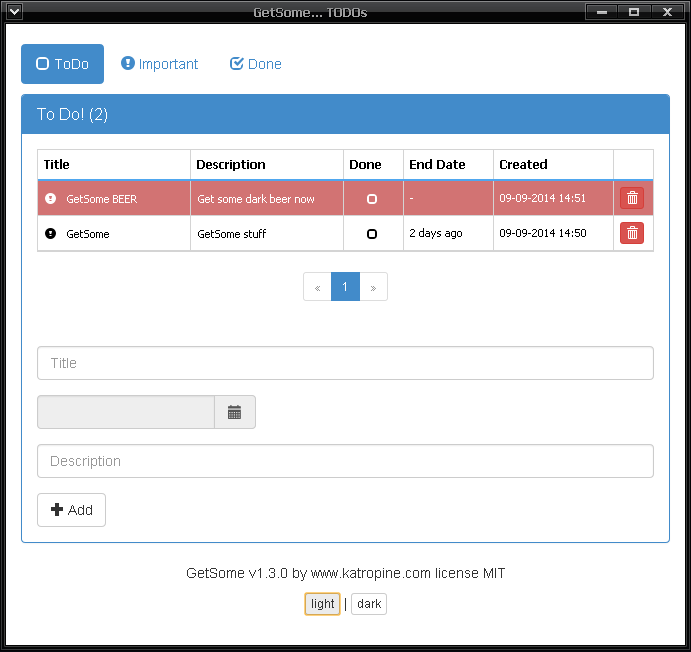 GetSome... TODOs
ToDo Important Done
To Do! (2)
Title Description Done End Date Created
GetSome BEER Get some dark beer now - 09-09-2014 14:51
GetSome GetSome stuff 2 days ago 09-09-2014 14:50
« 1 »
Title
Description
Add
GetSome v1.3.0 by www.katropine.com license MIT
light | dark